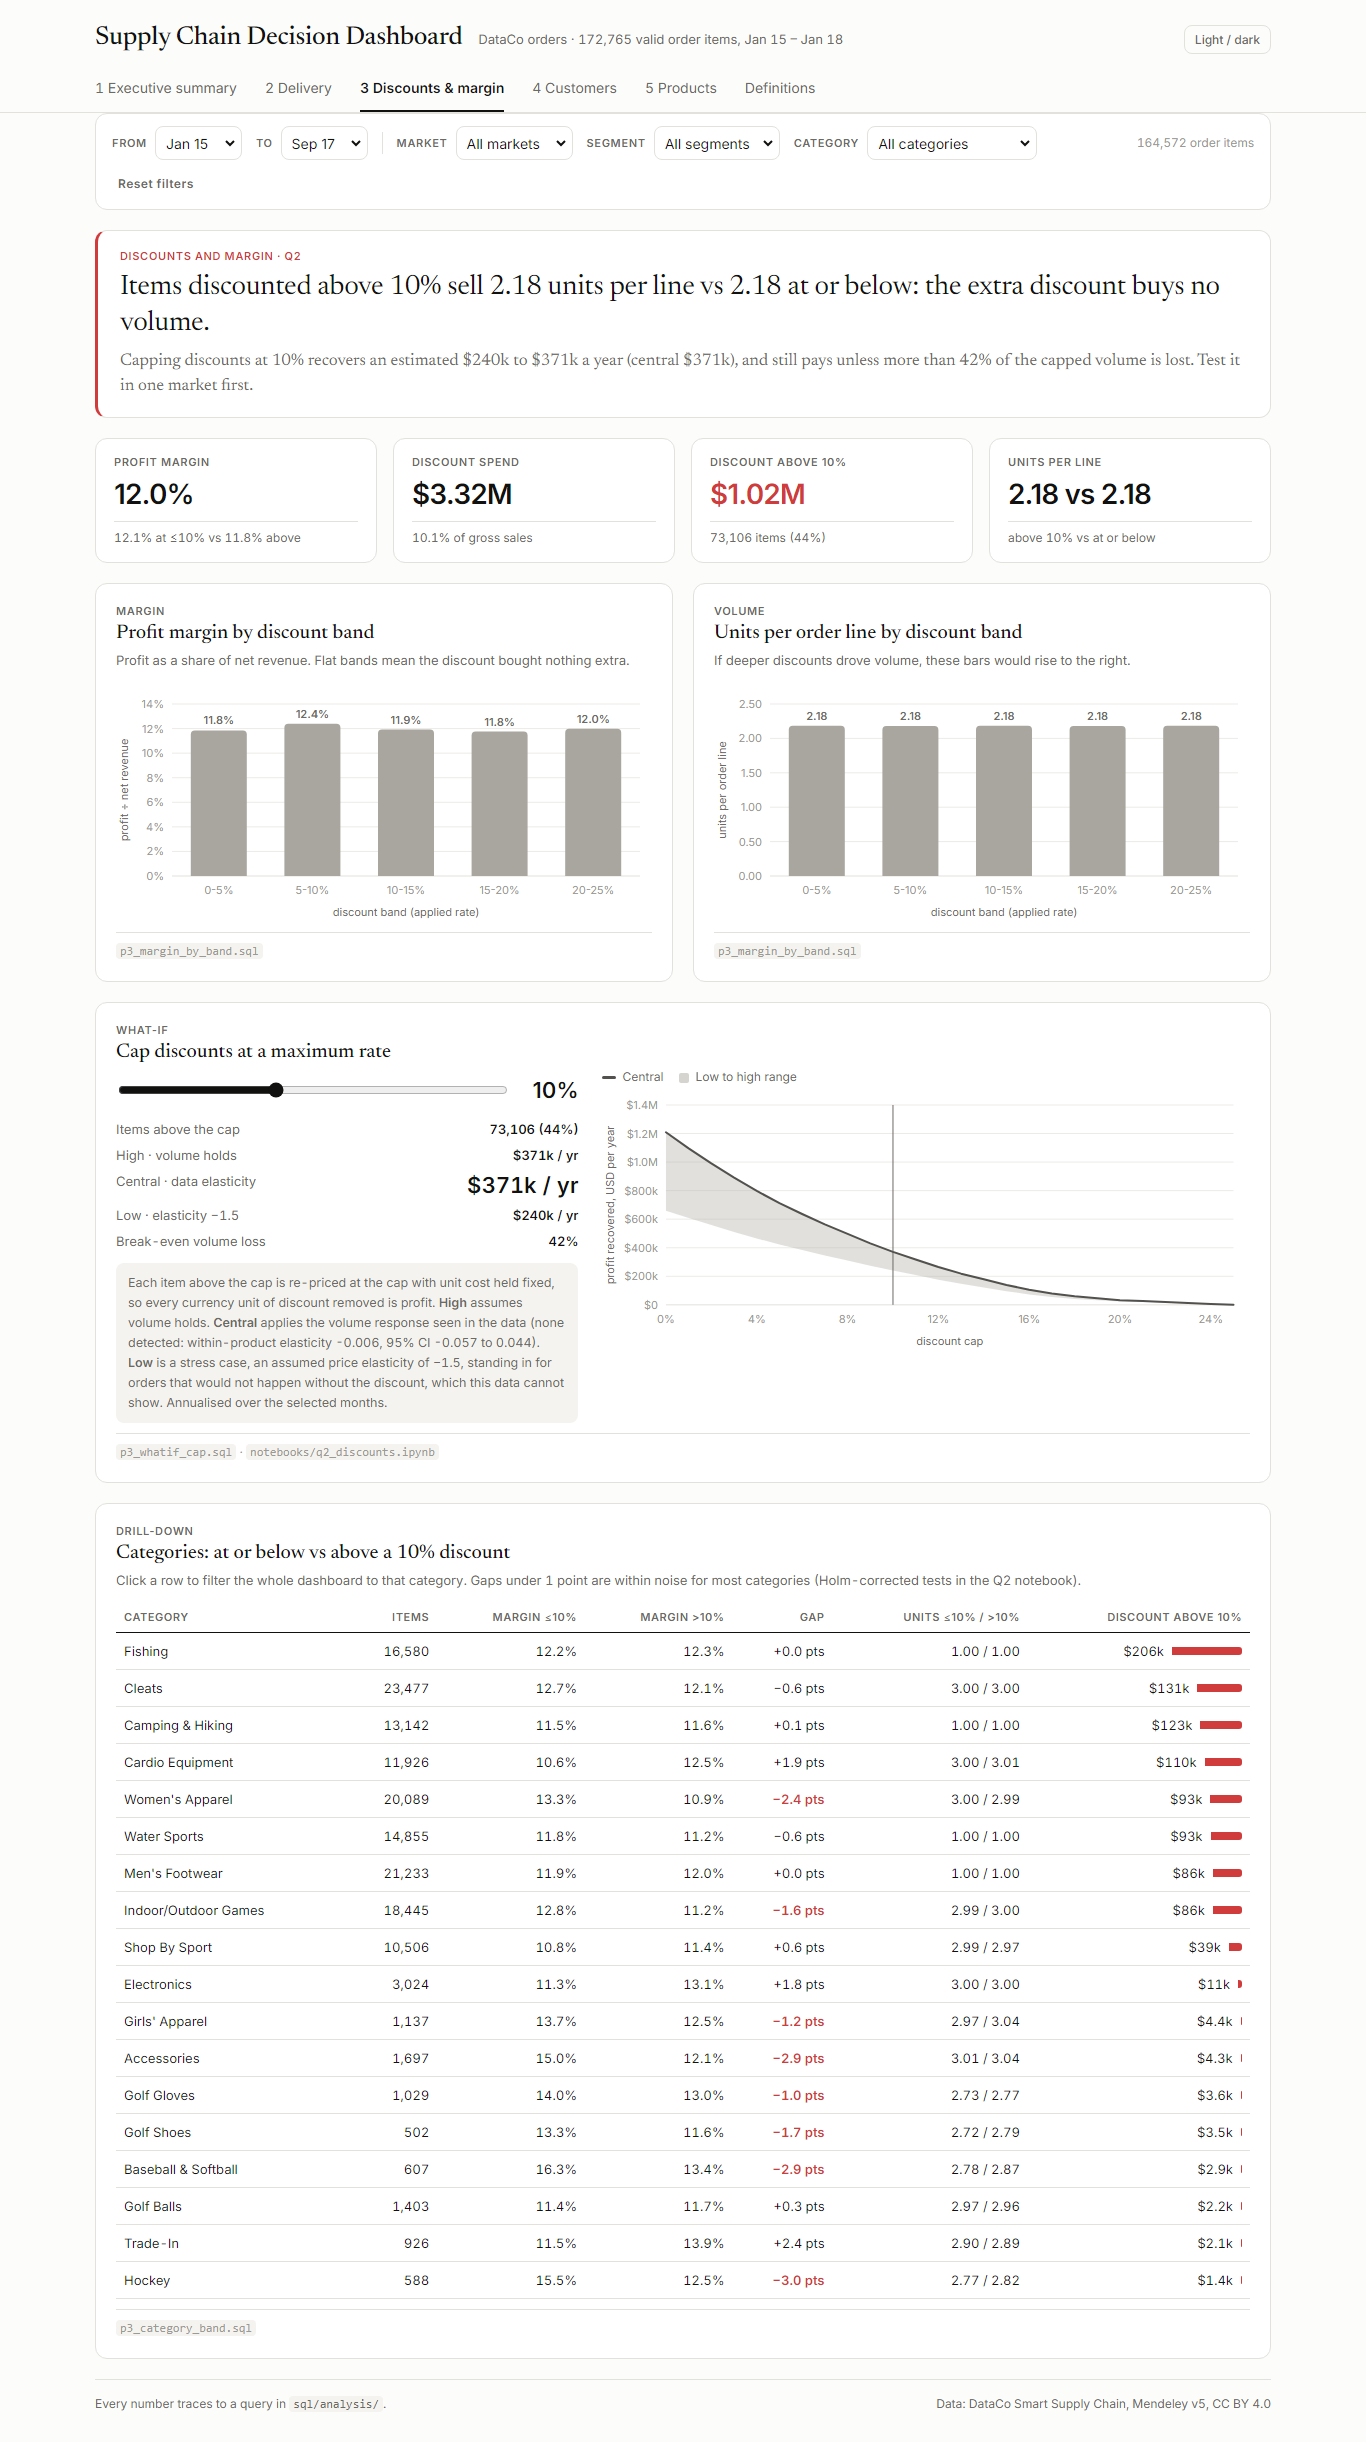 Supply Chain Decision Dashboard DataCo orders · 172,765 valid order items, Jan 15 – Jan 18 Light / dark
1 Executive summary 2 Delivery 3 Discounts & margin 4 Customers 5 Products Definitions
FROM Jan 15 TO Sep 17 MARKET All markets SEGMENT All segments CATEGORY All categories 164,572 order items
Reset filters
DISCOUNTS AND MARGIN · Q2
Items discounted above 10% sell 2.18 units per line vs 2.18 at or below: the extra discount buys no
volume.
Capping discounts at 10% recovers an estimated $240k to $371k a year (central $371k), and still pays unless more than 42% of the capped volume is lost. Test it
in one market first.
PROFIT MARGIN
12.0%
12.1% at ≤10% vs 11.8% above
DISCOUNT SPEND
$3.32M
10.1% of gross sales
DISCOUNT ABOVE 10%
$1.02M
73,106 items (44%)
UNITS PER LINE
2.18 vs 2.18
above 10% vs at or below
MARGIN
Profit margin by discount band
Profit as a share of net revenue. Flat bands mean the discount bought nothing extra.
14%
12%
10%
8%
6%
4%
2%
0%
profit ÷ net revenue
11.8% 12.4% 11.9% 11.8% 12.0%
0-5% 5-10% 10-15% 15-20% 20-25%
discount band (applied rate)
p3_margin_by_band.sql
VOLUME
Units per order line by discount band
If deeper discounts drove volume, these bars would rise to the right.
2.50
2.00
1.50
1.00
0.50
0.00
units per order line
2.18 2.18 2.18 2.18 2.18
0-5% 5-10% 10-15% 15-20% 20-25%
discount band (applied rate)
p3_margin_by_band.sql
WHAT-IF
Cap discounts at a maximum rate
10%
Items above the cap 73,106 (44%)
High · volume holds $371k / yr
Central · data elasticity $371k / yr
Low · elasticity −1.5 $240k / yr
Break-even volume loss 42%
Each item above the cap is re-priced at the cap with unit cost held fixed,
so every currency unit of discount removed is profit. High assumes
volume holds. Central applies the volume response seen in the data (none
detected: within-product elasticity -0.006, 95% CI -0.057 to 0.044).
Low is a stress case, an assumed price elasticity of −1.5, standing in for
orders that would not happen without the discount, which this data cannot
show. Annualised over the selected months.
Central Low to high range
$1.4M
$1.2M
$1.0M
$800k
$600k
$400k
$200k
$0
profit recovered, USD per year
0% 4% 8% 12% 16% 20% 24%
discount cap
p3_whatif_cap.sql · notebooks/q2_discounts.ipynb
DRILL-DOWN
Categories: at or below vs above a 10% discount
Click a row to filter the whole dashboard to that category. Gaps under 1 point are within noise for most categories (Holm-corrected tests in the Q2 notebook).
CATEGORY ITEMS MARGIN ≤10% MARGIN >10% GAP UNITS ≤10% / >10% DISCOUNT ABOVE 10%
Fishing 16,580 12.2% 12.3% +0.0 pts 1.00 / 1.00 $206k
Cleats 23,477 12.7% 12.1% −0.6 pts 3.00 / 3.00 $131k
Camping & Hiking 13,142 11.5% 11.6% +0.1 pts 1.00 / 1.00 $123k
Cardio Equipment 11,926 10.6% 12.5% +1.9 pts 3.00 / 3.01 $110k
Women's Apparel 20,089 13.3% 10.9% −2.4 pts 3.00 / 2.99 $93k
Water Sports 14,855 11.8% 11.2% −0.6 pts 1.00 / 1.00 $93k
Men's Footwear 21,233 11.9% 12.0% +0.0 pts 1.00 / 1.00 $86k
Indoor/Outdoor Games 18,445 12.8% 11.2% −1.6 pts 2.99 / 3.00 $86k
Shop By Sport 10,506 10.8% 11.4% +0.6 pts 2.99 / 2.97 $39k
Electronics 3,024 11.3% 13.1% +1.8 pts 3.00 / 3.00 $11k
Girls' Apparel 1,137 13.7% 12.5% −1.2 pts 2.97 / 3.04 $4.4k
Accessories 1,697 15.0% 12.1% −2.9 pts 3.01 / 3.04 $4.3k
Golf Gloves 1,029 14.0% 13.0% −1.0 pts 2.73 / 2.77 $3.6k
Golf Shoes 502 13.3% 11.6% −1.7 pts 2.72 / 2.79 $3.5k
Baseball & Softball 607 16.3% 13.4% −2.9 pts 2.78 / 2.87 $2.9k
Golf Balls 1,403 11.4% 11.7% +0.3 pts 2.97 / 2.96 $2.2k
Trade-In 926 11.5% 13.9% +2.4 pts 2.90 / 2.89 $2.1k
Hockey 588 15.5% 12.5% −3.0 pts 2.77 / 2.82 $1.4k
p3_category_band.sql
Every number traces to a query in sql/analysis/. Data: DataCo Smart Supply Chain, Mendeley v5, CC BY 4.0